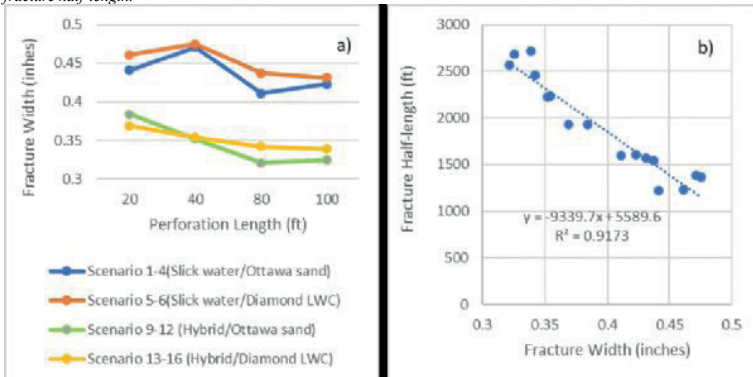 fracture half-length.
a)
0.5
0.45
0.4
0.35
0.3
Fracture Width (inhes)
20 40 80 100
Perforation Length (ft)
Scenario 1-4(Slick water/Ottawa sand)
Scenario 5-6(Slick water/Diamond LWC)
Scenario 9-12 (Hybrid/Ottawa sand)
Scenario 13-16 (Hybrid/Diamond LWC)
b)
3000
2500
2000
1500
1000
500
0
Fracture Half-length (ft)
y = -9339.7x + 5589.6
R² = 0.9173
0.3 0.35 0.4 0.45 0.5
Fracture Width (inches)